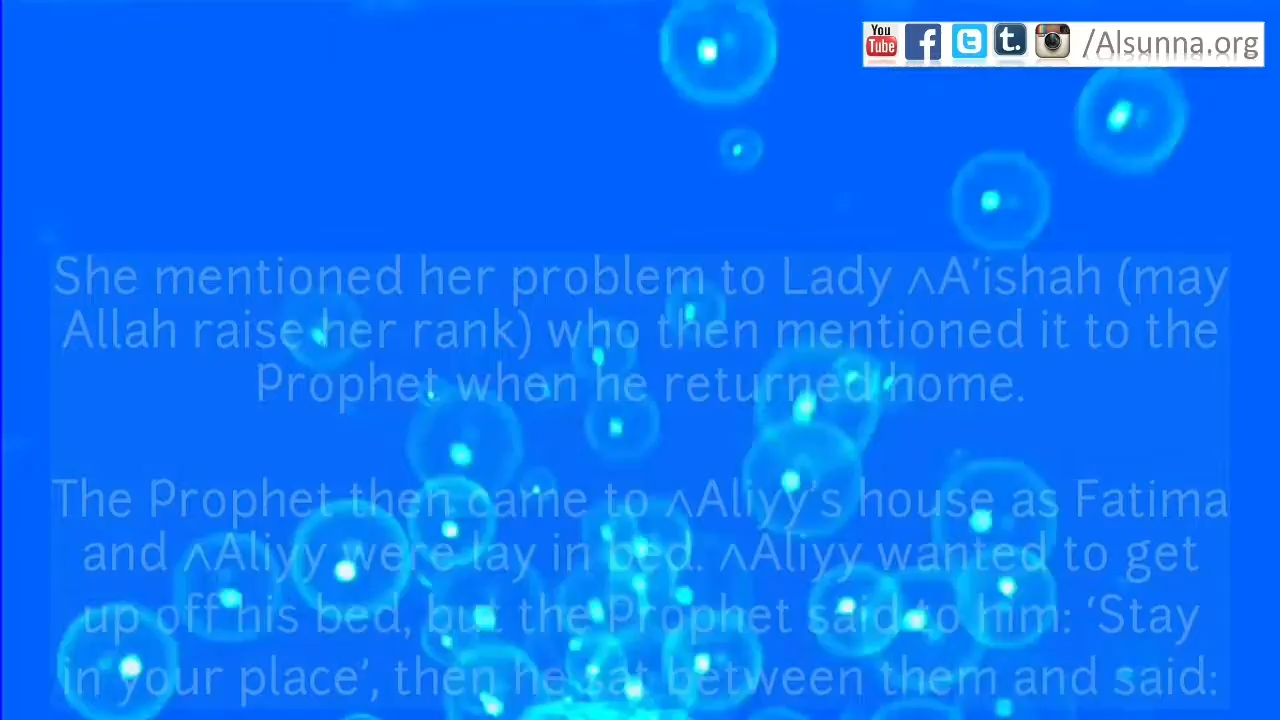 You
Tube f t t. /Alsunna.org
She mentioned her problem to Lady ^A'ishah (may
Allah raise her rank) who then mentioned it to the
Prophet when he returned home.
The Prophet then came to ^Aliyy's house as Fatima
and ^Aliyy were lay in bed. ^Aliyy wanted to get
up off his bed, but the Prophet said to him: ‘Stay
in your place’, then he sat between them and said: